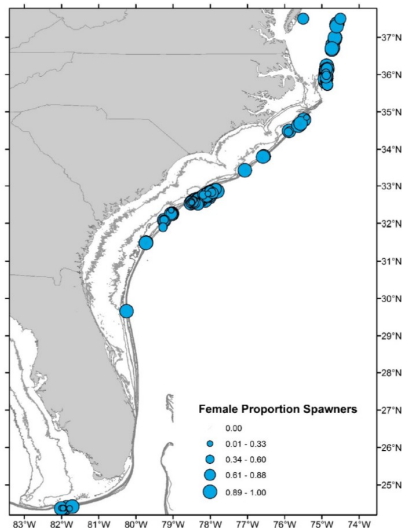 37°N
36°N
35°N
34°N
33°N
32°N
31°N
30°N
29°N
28°N
27°N
Female Proportion Spawners
0.00
0.01 - 0.33
26°N
0.34 - 0.60
0.61 - 0.88
25°N
0.89 - 1.00
83°W 82°W 81°W 80°W 79°W 78°W 77°W 76°W 75°W 74°W